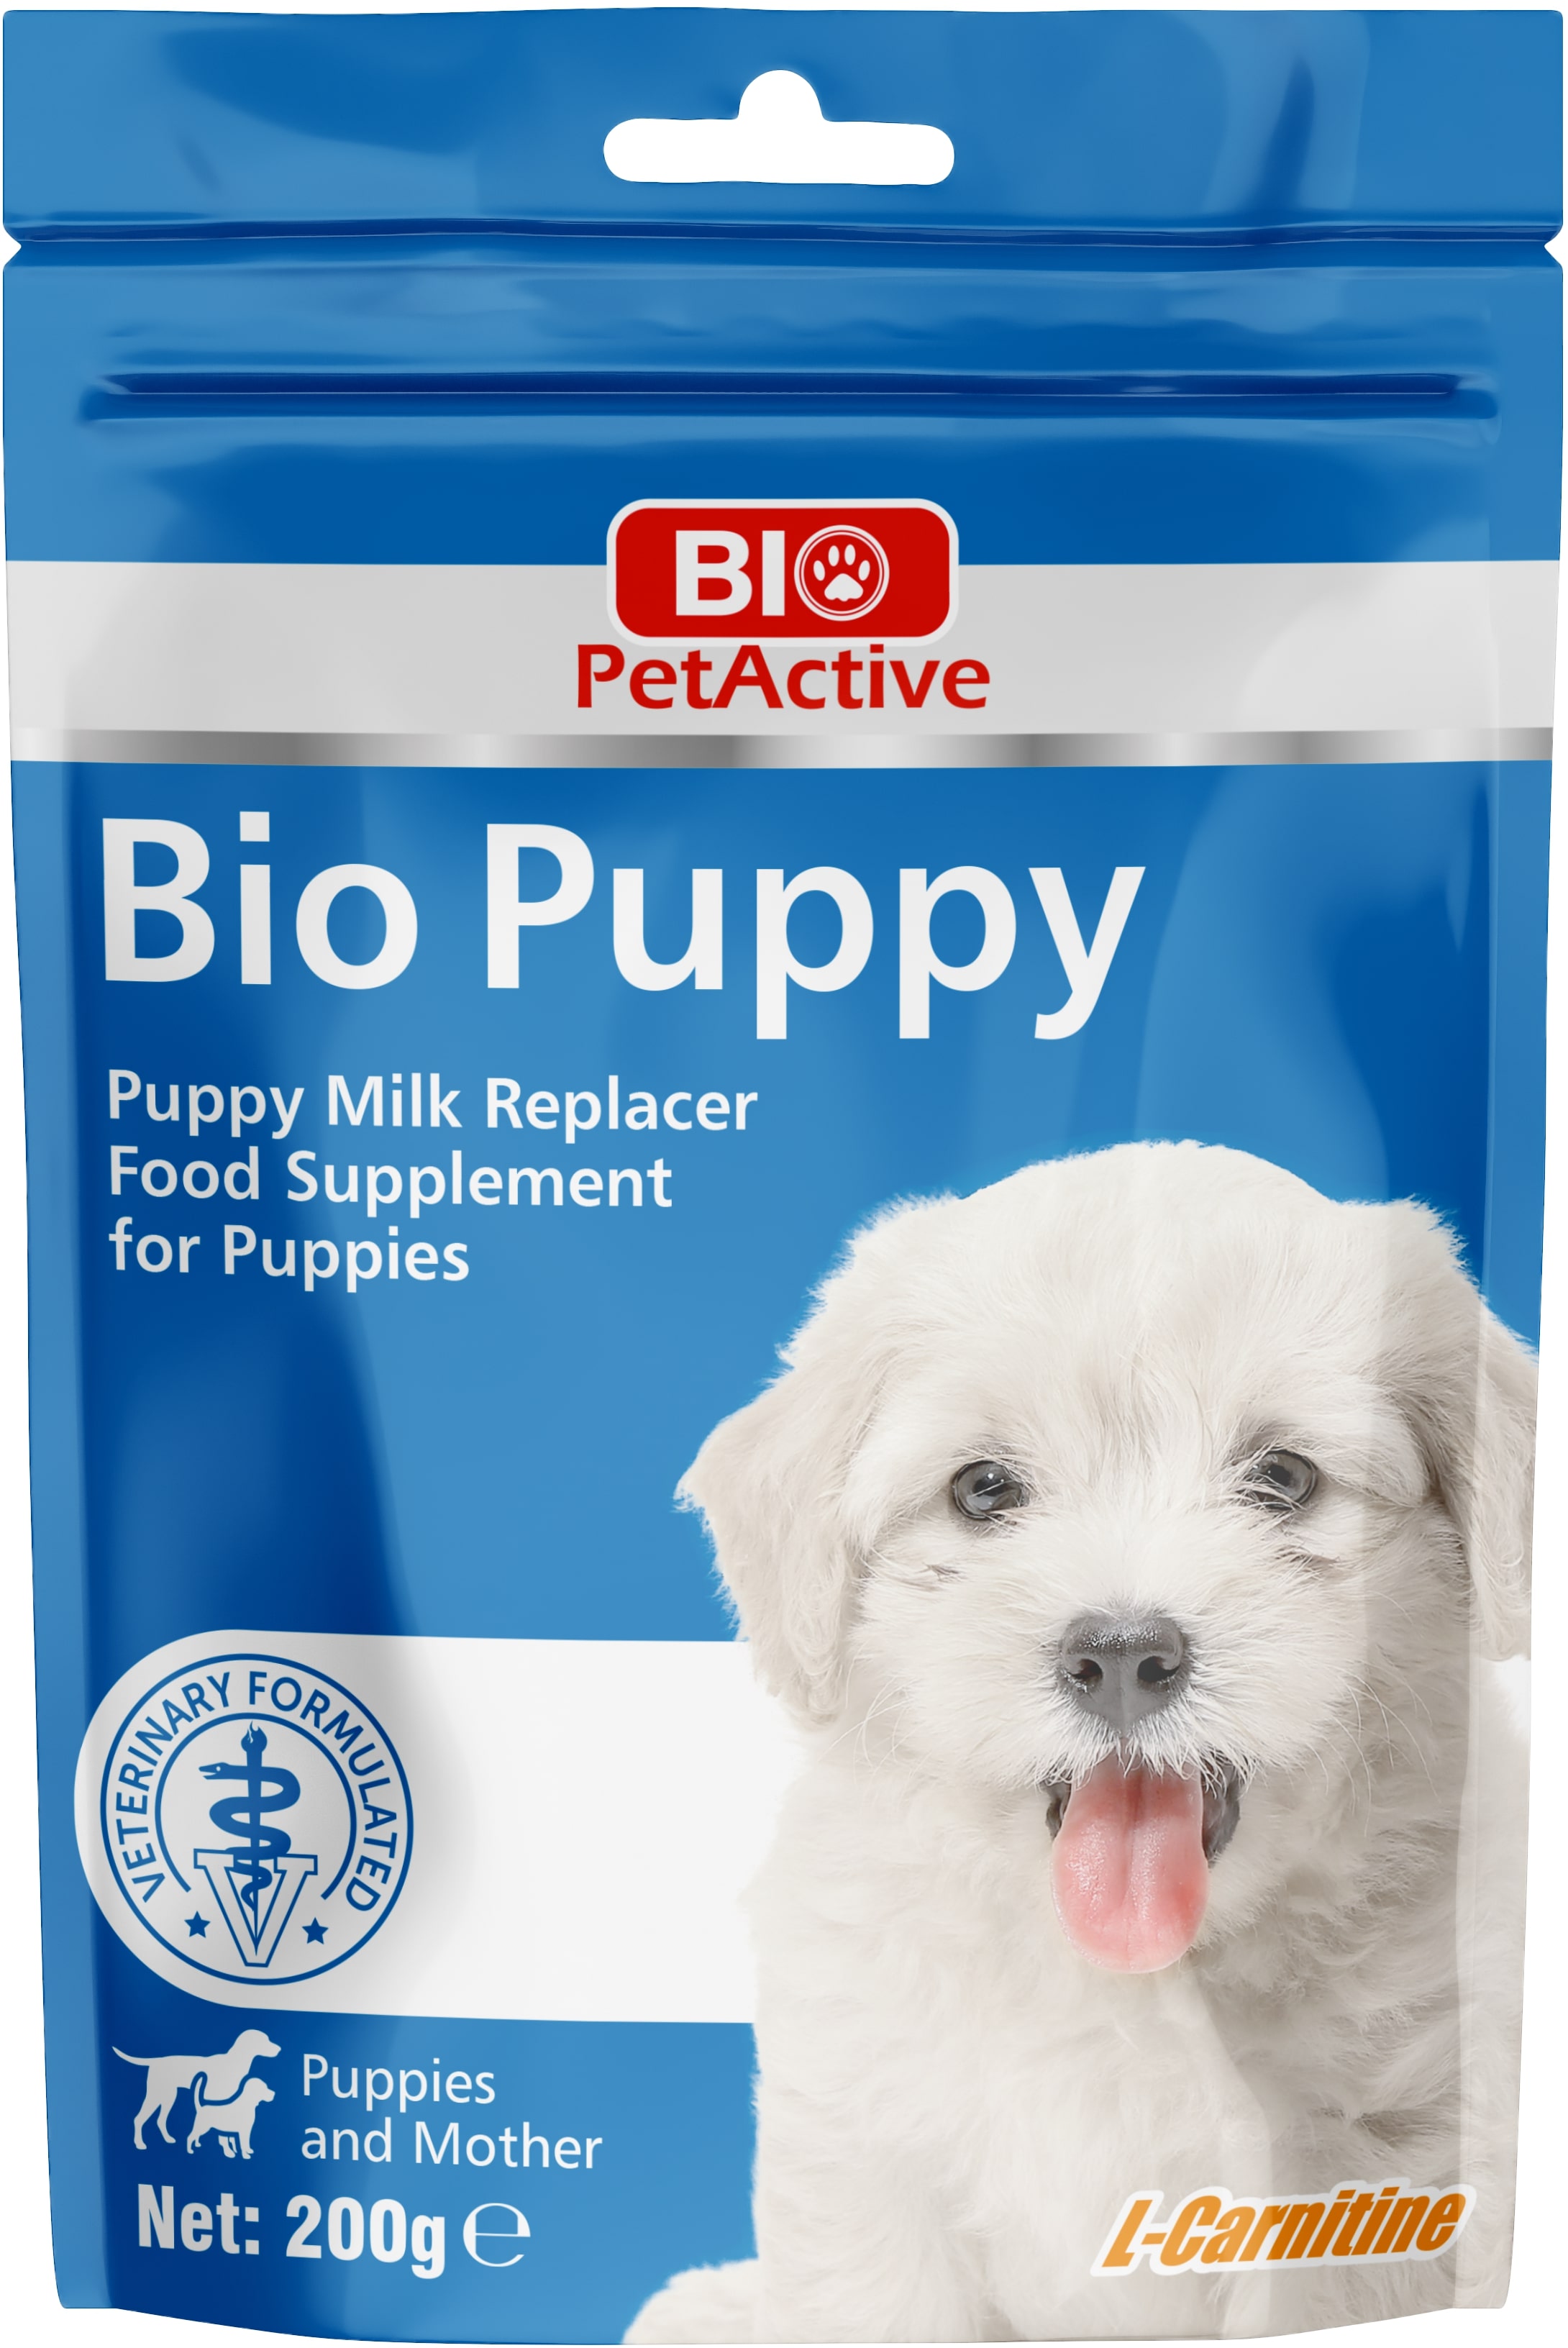 BIO
PetActive
Bio Puppy
Puppy Milk Replacer
Food Supplement
for Puppies
VETERINARY FORMULATED
V
Puppies
and Mother
Net: 200g ℮
L-Carnitine